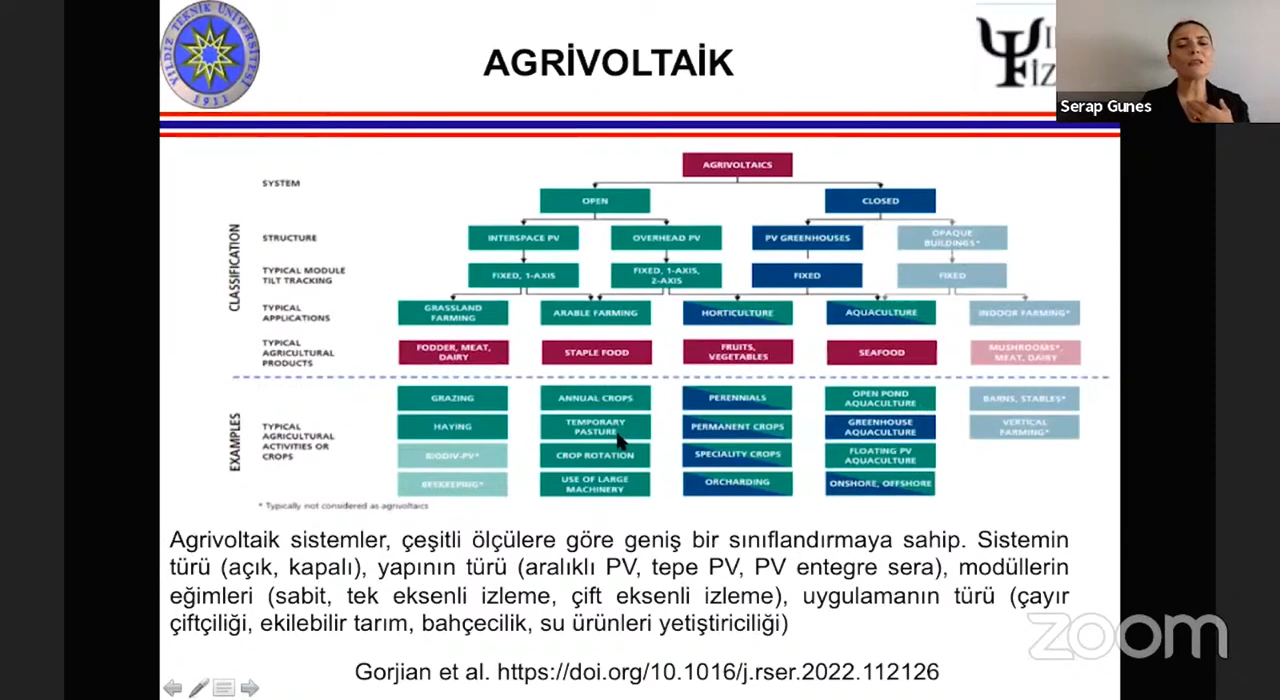 YILDIZ TEKNİK ÜNİVERSİTESİ
1911
AGRİVOLTAİK
Serap Gunes
AGRIVOLTAICS
SYSTEM
OPEN
CLOSED
CLASSIFICATION
STRUCTURE
INTERSPACE PV
OVERHEAD PV
PV GREENHOUSES
OPAQUE
BUILDINGS*
TYPICAL MODULE
TILT TRACKING
FIXED, 1-AXIS
FIXED, 1-AXIS,
2-AXIS
FIXED
FIXED
TYPICAL
APPLICATIONS
GRASSLAND
FARMING
ARABLE FARMING
HORTICULTURE
AQUACULTURE
INDOOR FARMING*
TYPICAL
AGRICULTURAL
PRODUCTS
FODDER, MEAT,
DAIRY
STAPLE FOOD
FRUITS,
VEGETABLES
SEAFOOD
MUSHROOMS*,
MEAT, DAIRY
EXAMPLES
TYPICAL
AGRICULTURAL
ACTIVITIES OR
CROPS
GRAZING
ANNUAL CROPS
PERENNIALS
OPEN POND
AQUACULTURE
BARNS, STABLES*
HAYING
TEMPORARY
PASTURE
PERMANENT CROPS
GREENHOUSE
AQUACULTURE
VERTICAL
FARMING*
BIODIV-PV*
CROP ROTATION
SPECIALITY CROPS
FLOATING PV
AQUACULTURE
BEEKEEPING*
USE OF LARGE
MACHINERY
ORCHARDING
ONSHORE, OFFSHORE
* Typically not considered as agrivoltaics
Agrivoltaik sistemler, çeşitli ölçülere göre geniş bir sınıflandırmaya sahip. Sistemin
türü (açık, kapalı), yapının türü (aralıklı PV, tepe PV, PV entegre sera), modüllerin
eğimleri (sabit, tek eksenli izleme, çift eksenli izleme), uygulamanın türü (çayır
çiftçiliği, ekilebilir tarım, bahçecilik, su ürünleri yetiştiriciliği)
zoom
Gorjian et al. https://doi.org/10.1016/j.rser.2022.112126